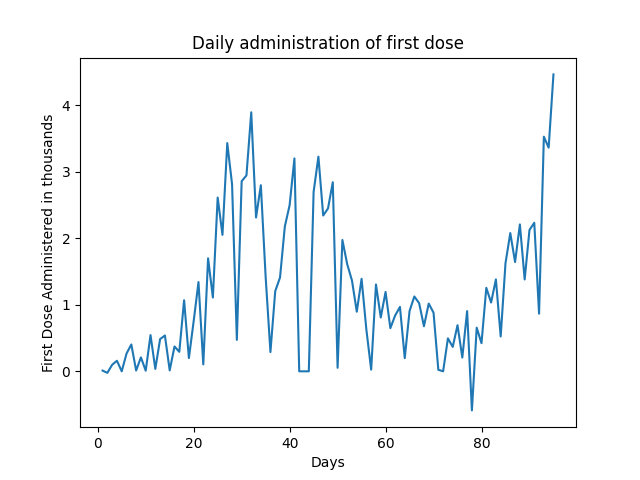 Daily administration of first dose
First Dose Administered in thousands
4
3
2
1
0
0 20 40 60 80
Days